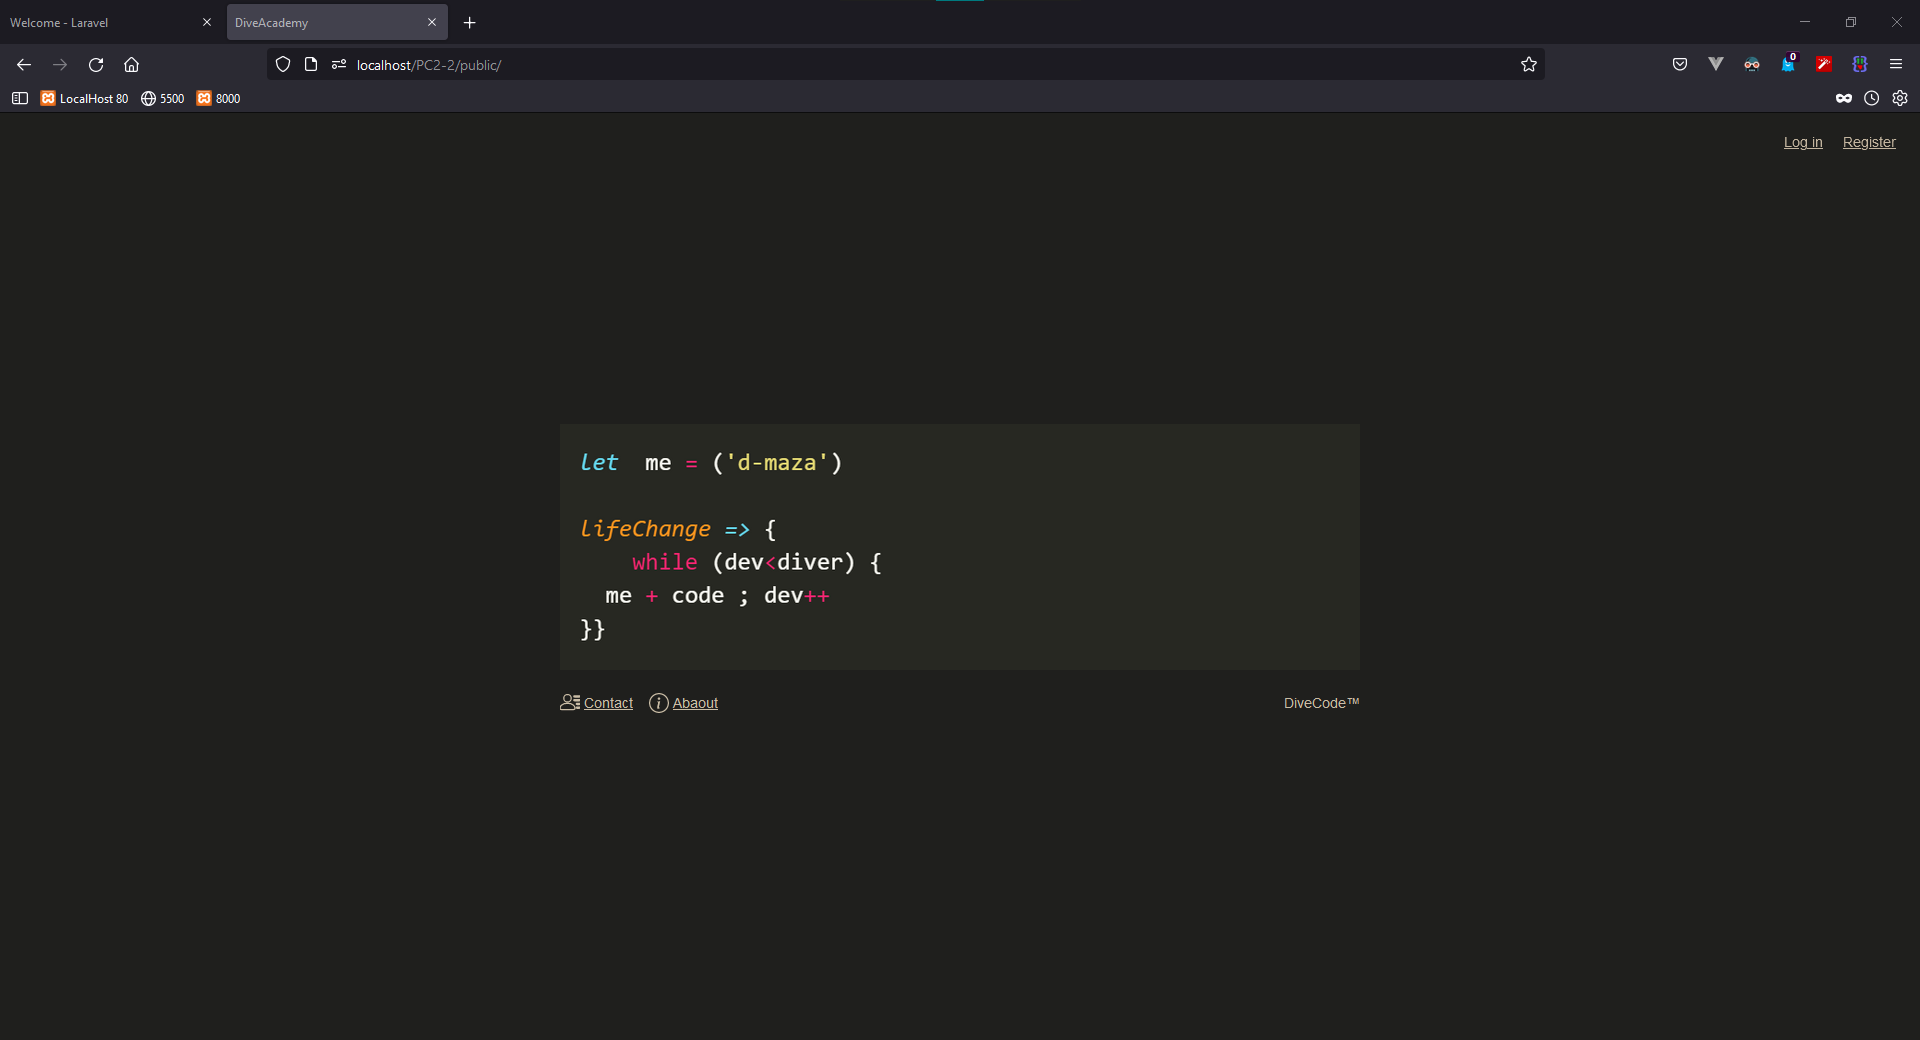 Welcome - Laravel
DiveAcademy
localhost/PC2-2/public/
0
LocalHost 80
5500
8000
Log in
Register
let  me = ('d-maza')
lifeChange => {
    while (dev<diver) {
  me + code ; dev++
}}
Contact
Abaout
DiveCode™